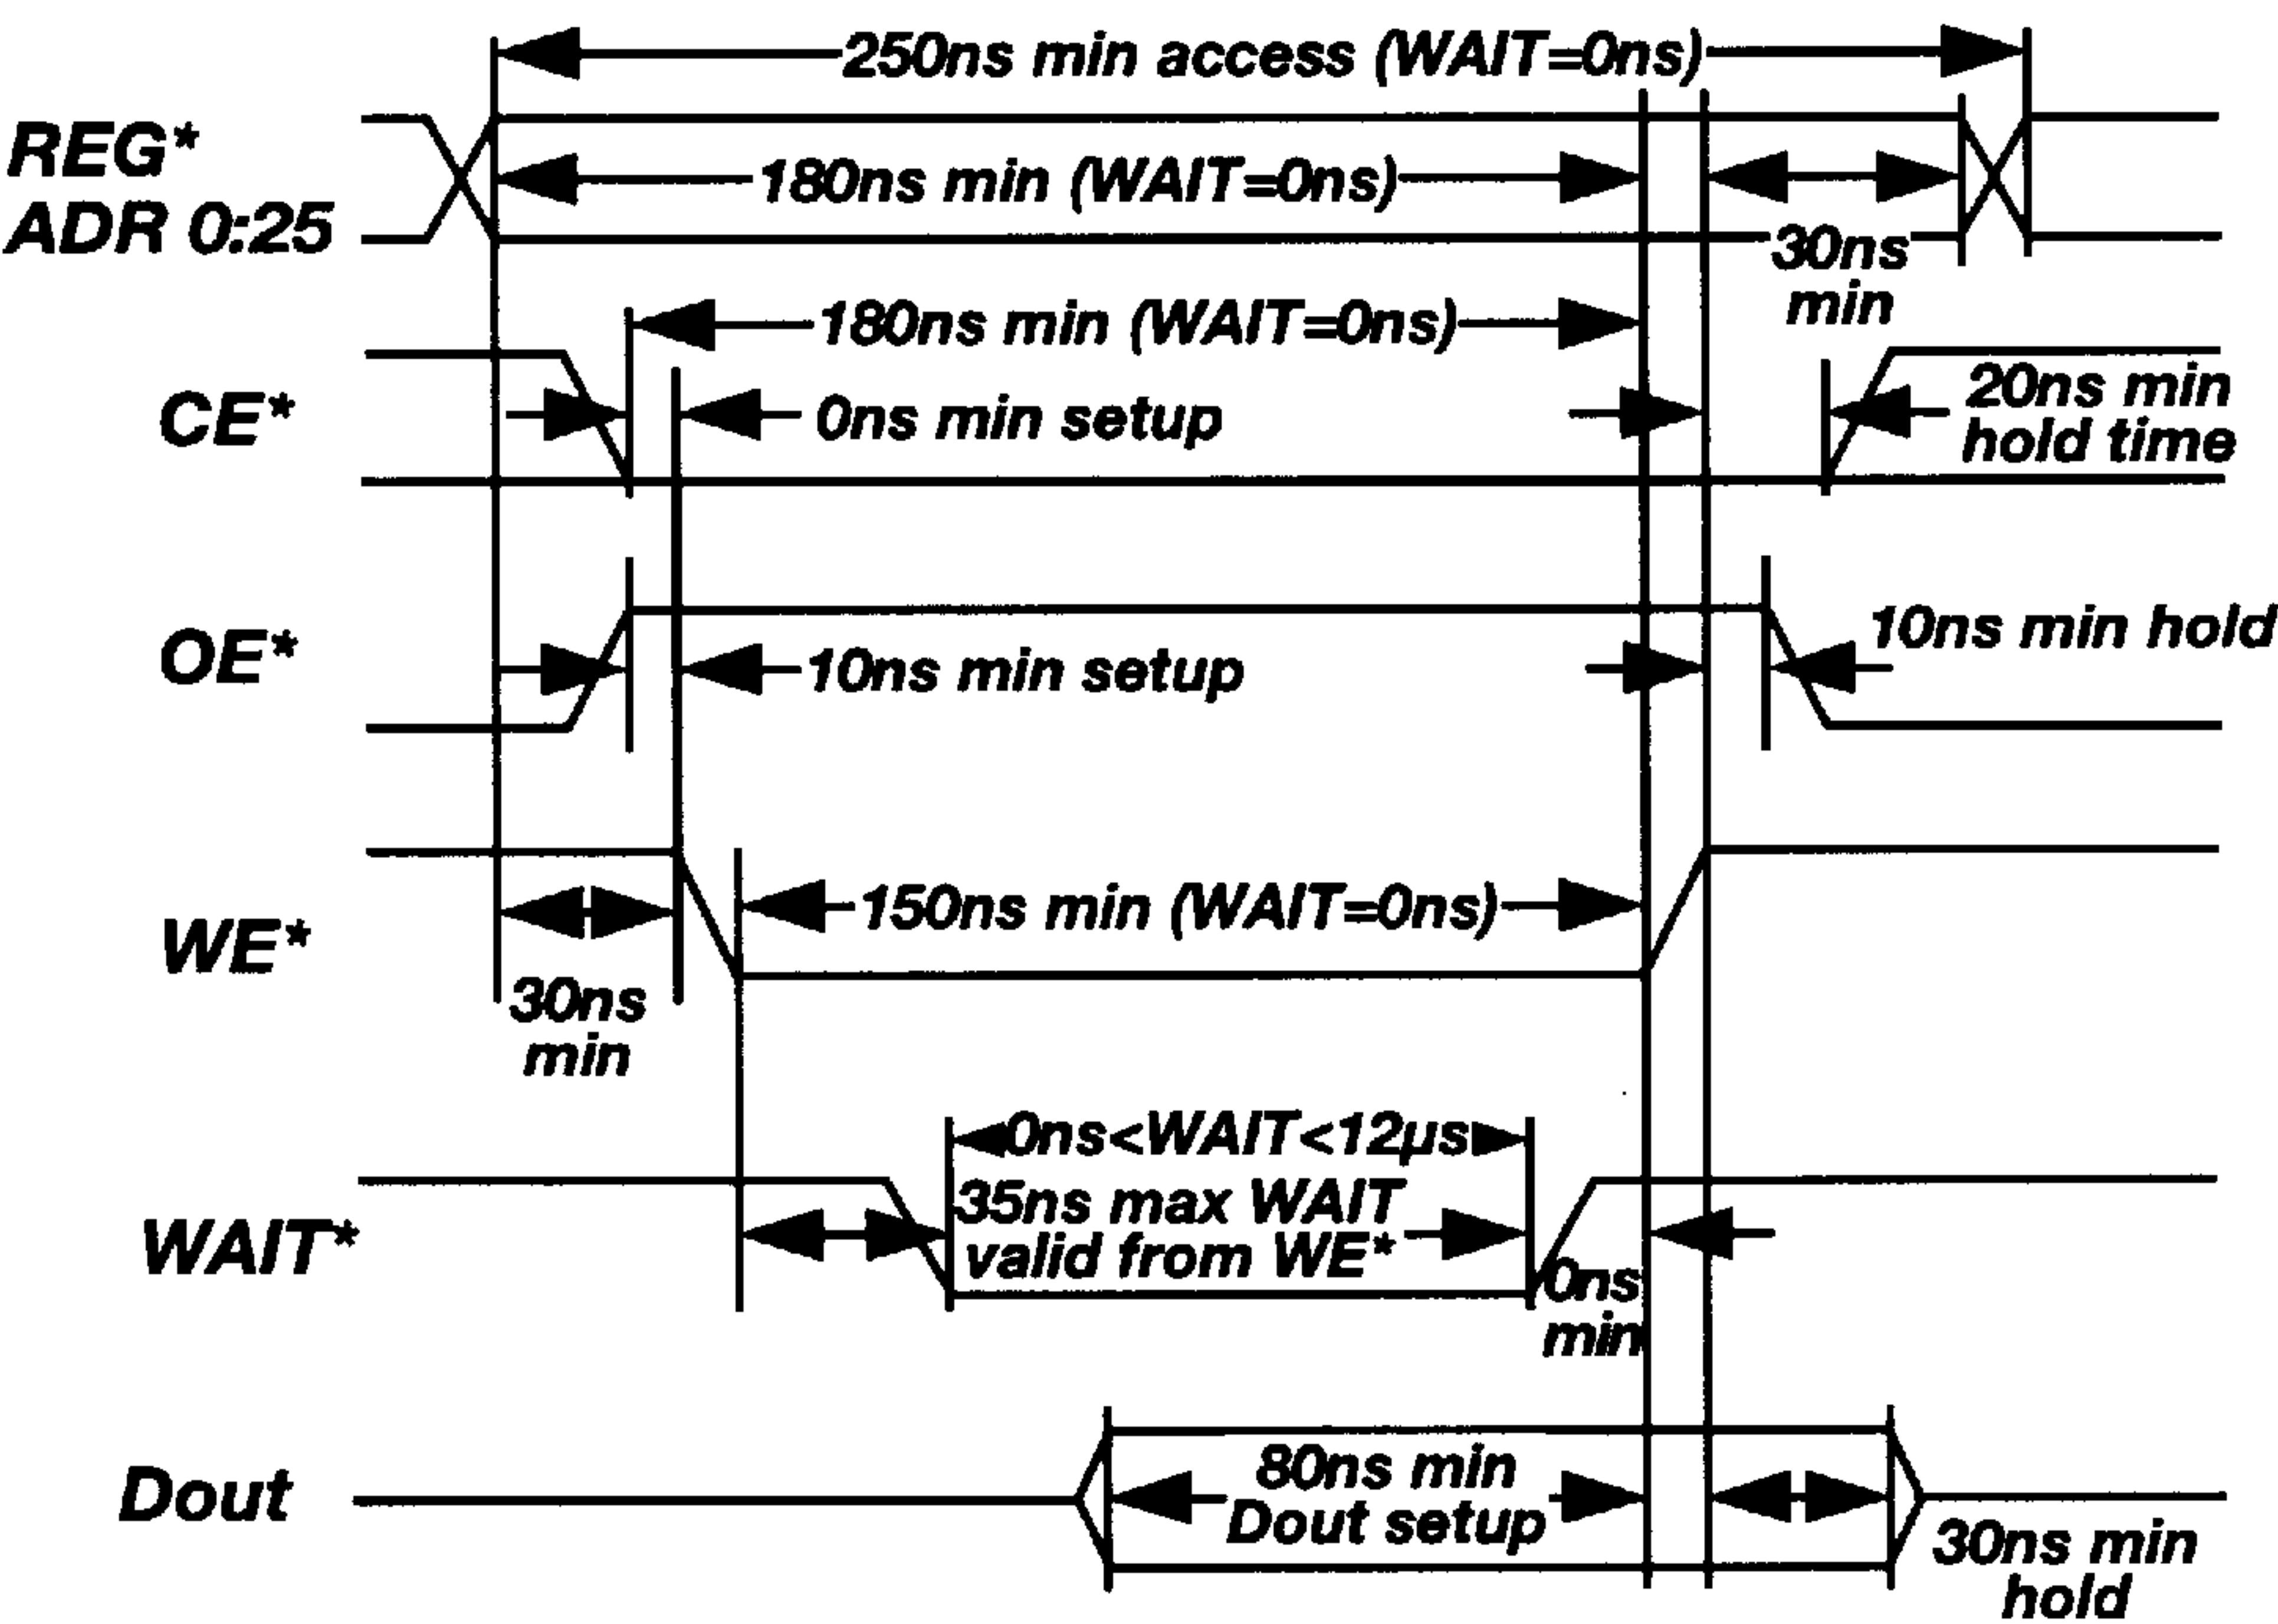 250ns min access (WAIT=0ns)
REG*
ADR 0:25
180ns min (WAIT=0ns)
30ns
min
180ns min (WAIT=0ns)
CE*
0ns min setup
20ns min
hold time
OE*
10ns min setup
10ns min hold
WE*
150ns min (WAIT=0ns)
30ns
min
0ns<WAIT<12µs
WAIT*
35ns max WAIT
valid from WE*
0ns
min
Dout
80ns min
Dout setup
30ns min
hold